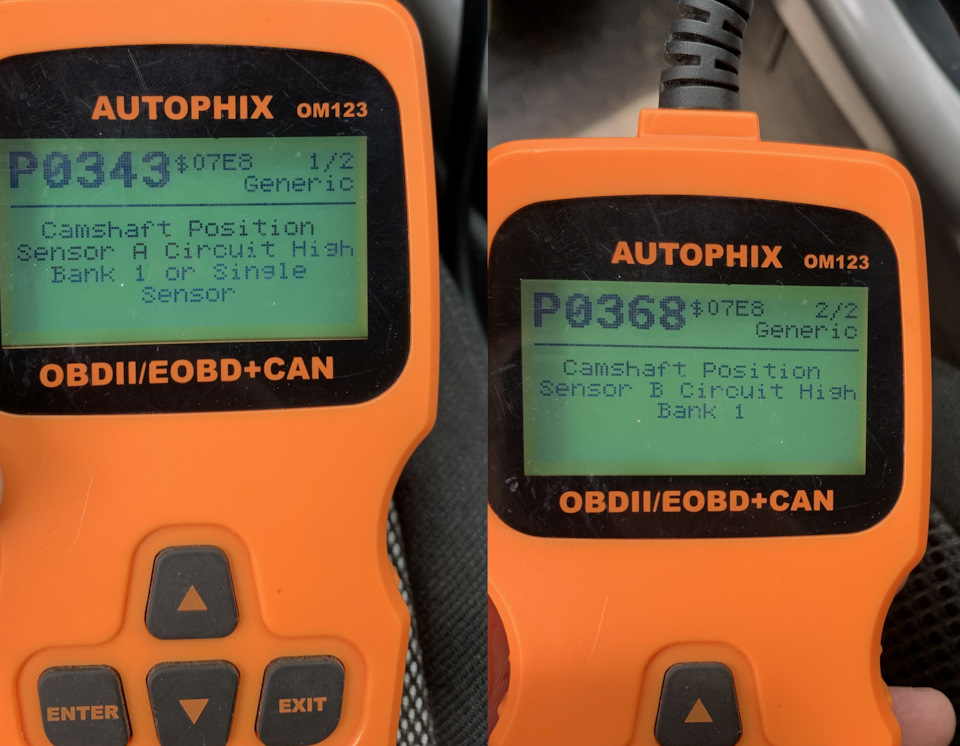 AUTOPHIX OM123
P0343 $07E8 1/2
Generic
Camshaft Position
Sensor A Circuit High
Bank 1 or Single
Sensor
OBDII/EOBD+CAN
ENTER
EXIT
AUTOPHIX OM123
P0368 $07E8 2/2
Generic
Camshaft Position
Sensor B Circuit High
Bank 1
OBDII/EOBD+CAN